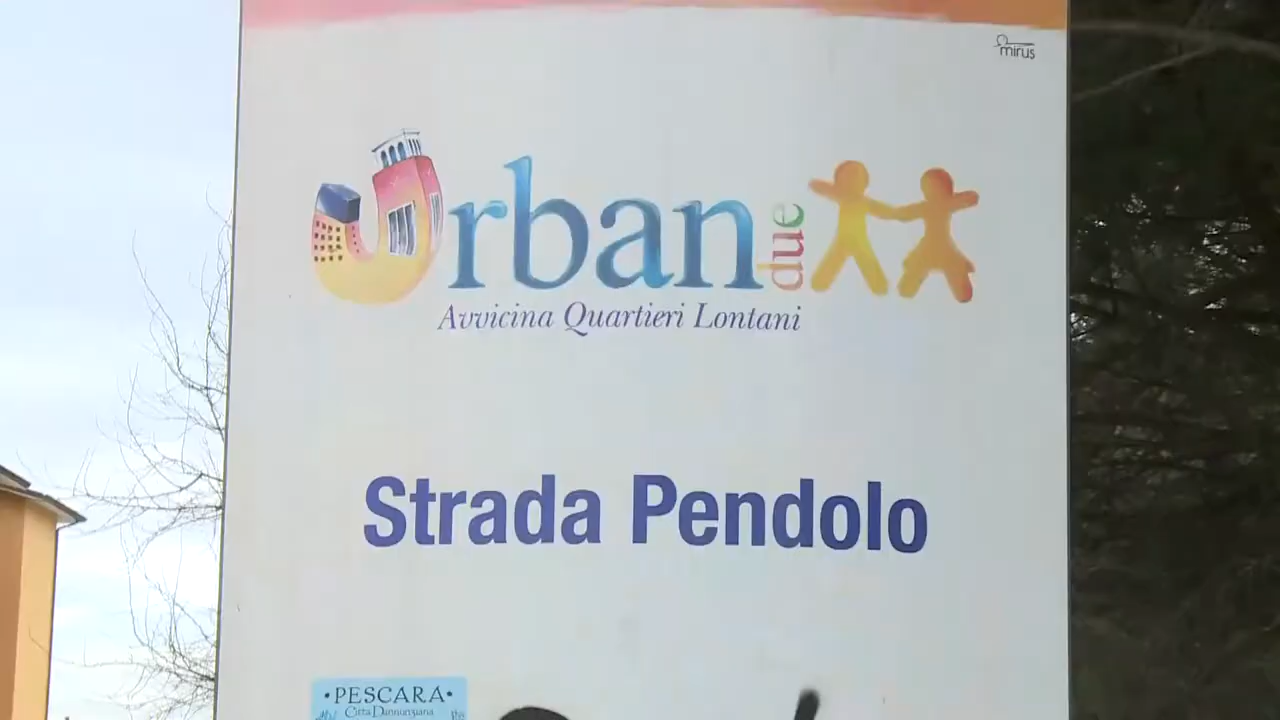 mirus
Urban due
Avvicina Quartieri Lontani
Strada Pendolo
•PESCARA•
Città Dannunziana